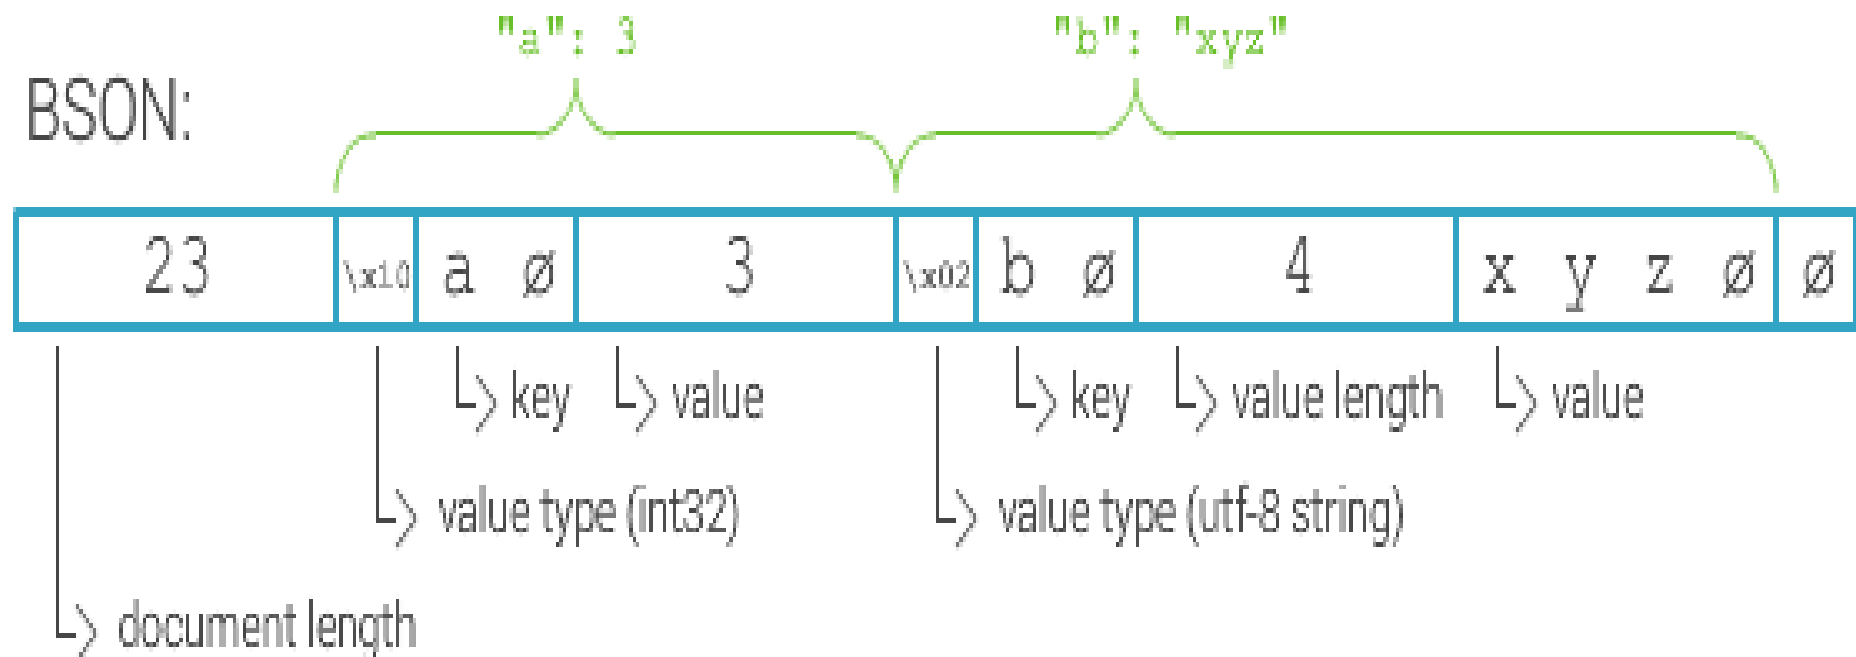 "a": 3 "b": "xyz"
BSON:
23 \x10 a ø 3 \x02 b ø 4 x y z ø ø
key value key value length value
value type (int32) value type (utf-8 string)
document length